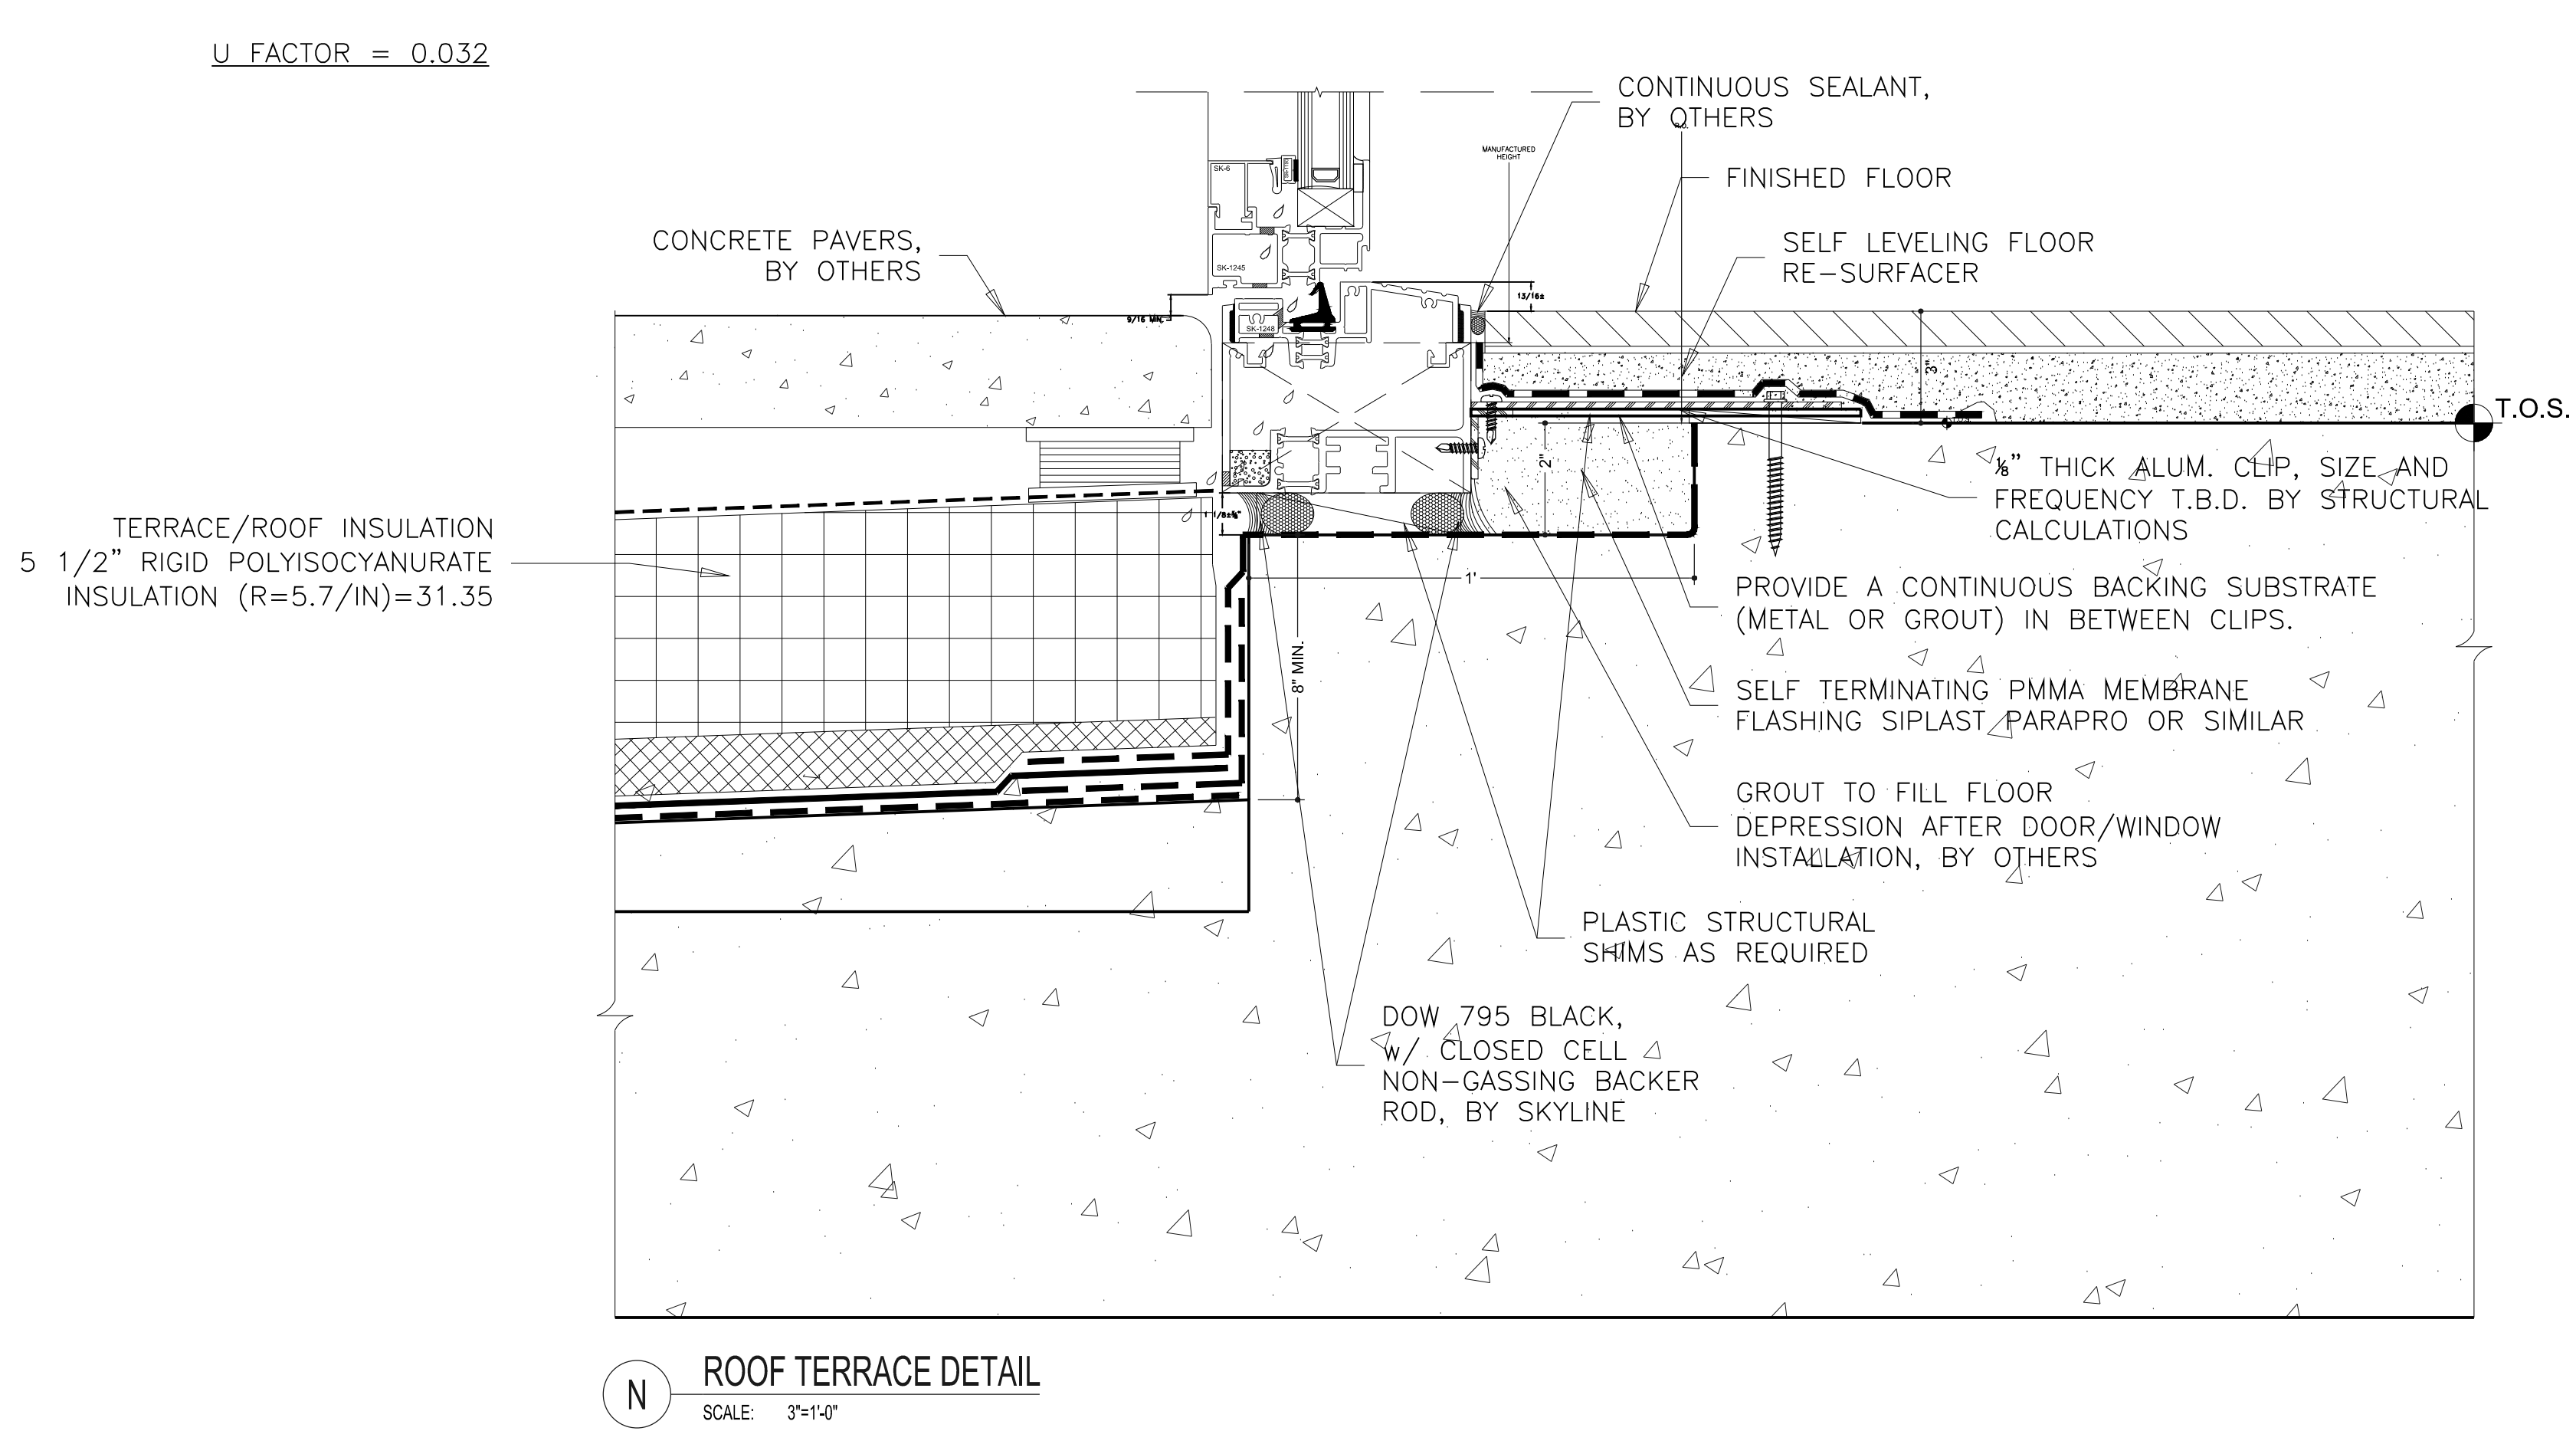 U FACTOR = 0.032
CONTINUOUS SEALANT,
BY OTHERS
R.O.
MANUFACTURED
HEIGHT
FINISHED FLOOR
SK-6
CONCRETE PAVERS,
BY OTHERS
SELF LEVELING FLOOR
RE-SURFACER
SK-1245
13/16±
9/16 MIN.
SK-1248
3"
T.O.S.
2"
⅛" THICK ALUM. CLIP, SIZE AND
FREQUENCY T.B.D. BY STRUCTURAL
CALCULATIONS
TERRACE/ROOF INSULATION
5 1/2" RIGID POLYISOCYANURATE
INSULATION (R=5.7/IN)=31.35
1'
PROVIDE A CONTINUOUS BACKING SUBSTRATE
(METAL OR GROUT) IN BETWEEN CLIPS.
8" MIN.
SELF TERMINATING PMMA MEMBRANE
FLASHING SIPLAST PARAPRO OR SIMILAR
GROUT TO FILL FLOOR
DEPRESSION AFTER DOOR/WINDOW
INSTALLATION, BY OTHERS
PLASTIC STRUCTURAL
SHIMS AS REQUIRED
DOW 795 BLACK,
W/ CLOSED CELL
NON-GASSING BACKER
ROD, BY SKYLINE
N
ROOF TERRACE DETAIL
SCALE: 3"=1'-0"